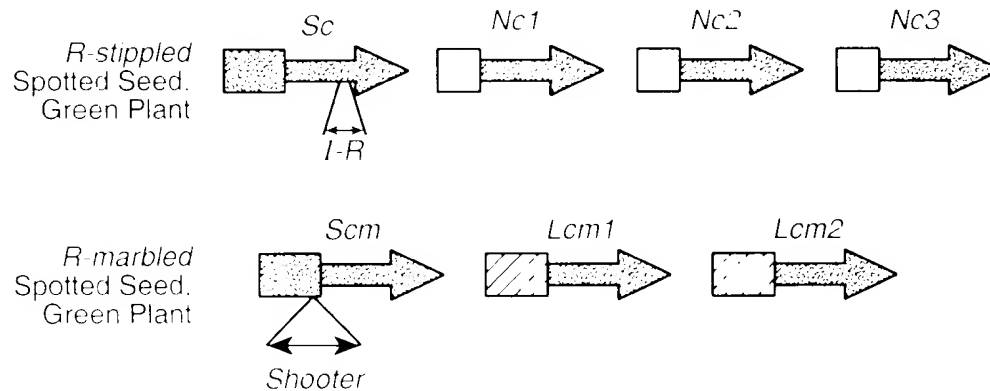 Sc Nc1 Nc2 Nc3
R-stippled
Spotted Seed.
Green Plant
I-R
Scm Lcm1 Lcm2
R-marbled
Spotted Seed.
Green Plant
Shooter